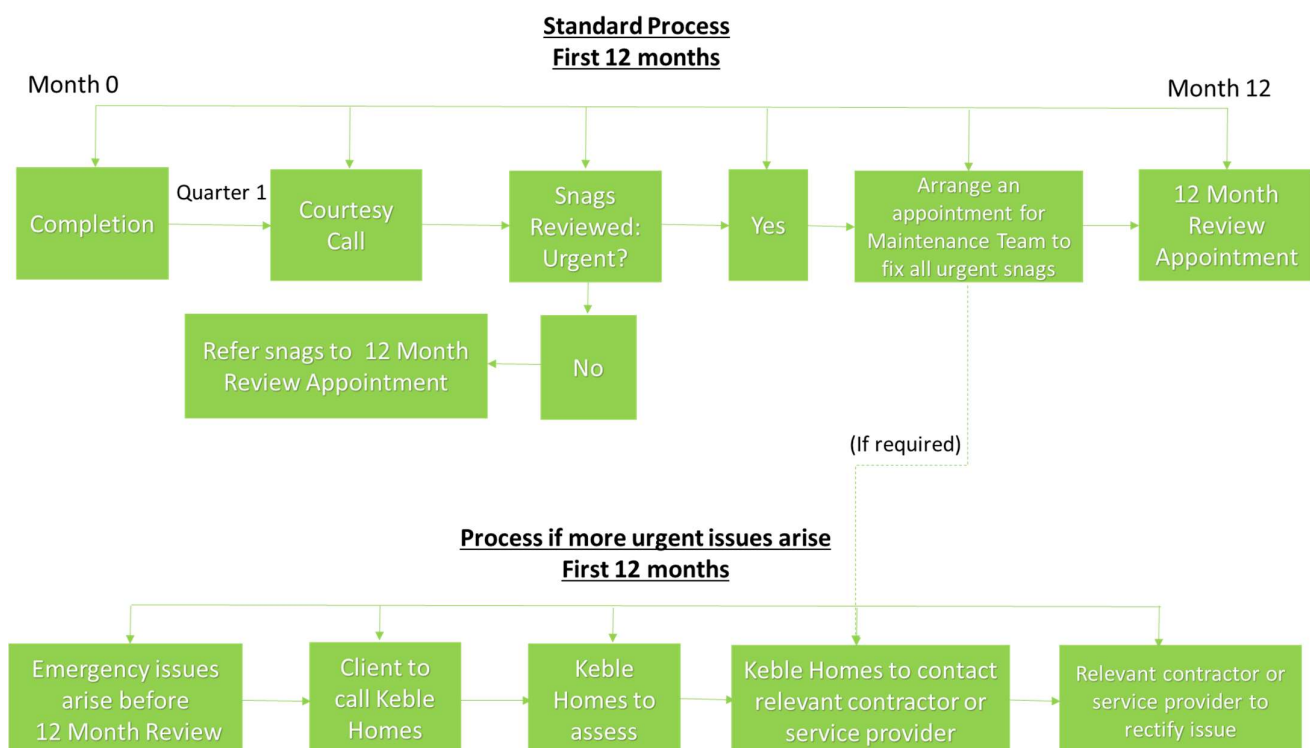 Standard Process
First 12 months
Month 0
Month 12
Completion
Quarter 1
Courtesy
Call
Snags
Reviewed:
Urgent?
Yes
Arrange an
appointment for
Maintenance Team to
fix all urgent snags
12 Month
Review
Appointment
Refer snags to 12 Month
Review Appointment
No
(If required)
Process if more urgent issues arise
First 12 months
Emergency issues
arise before
12 Month Review
Client to
call Keble
Homes
Keble
Homes to
assess
Keble Homes to contact
relevant contractor or
service provider
Relevant contractor or
service provider to
rectify issue